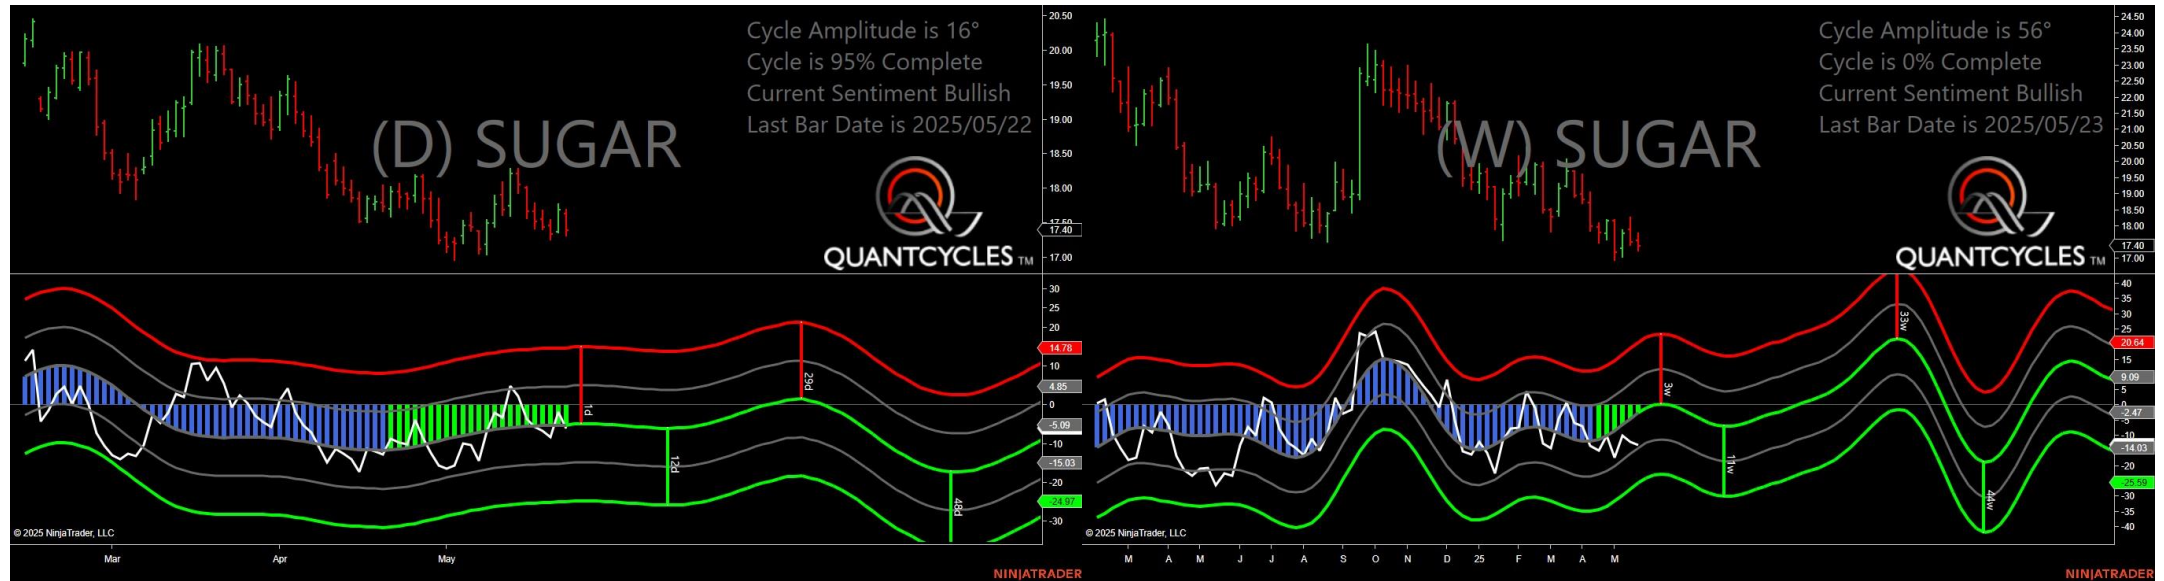 Cycle Amplitude is 16°
Cycle is 95% Complete
Current Sentiment Bullish
Last Bar Date is 2025/05/22
(D) SUGAR
QUANTCYCLES TM
20.50
20.00
19.50
19.00
18.50
18.00
17.50
17.40
17.00
30
25
20
14.78
10
4.85
0
-5.09
-10
-15.03
-20
-24.97
-30
1d
12d
29d
48d
© 2025 NinjaTrader, LLC
Mar Apr May
NINJATRADER
Cycle Amplitude is 56°
Cycle is 0% Complete
Current Sentiment Bullish
Last Bar Date is 2025/05/23
(W) SUGAR
QUANTCYCLES TM
24.50
24.00
23.50
23.00
22.50
22.00
21.50
21.00
20.50
20.00
19.50
19.00
18.50
18.00
17.40
17.00
40
35
30
25
20.64
15
9.09
5
0
-2.47
-5
-10
-14.03
-20
-25.59
-30
-35
-40
3w
11w
33w
44w
© 2025 NinjaTrader, LLC
M A M J J A S O N D 25 F M A M
NINJATRADER